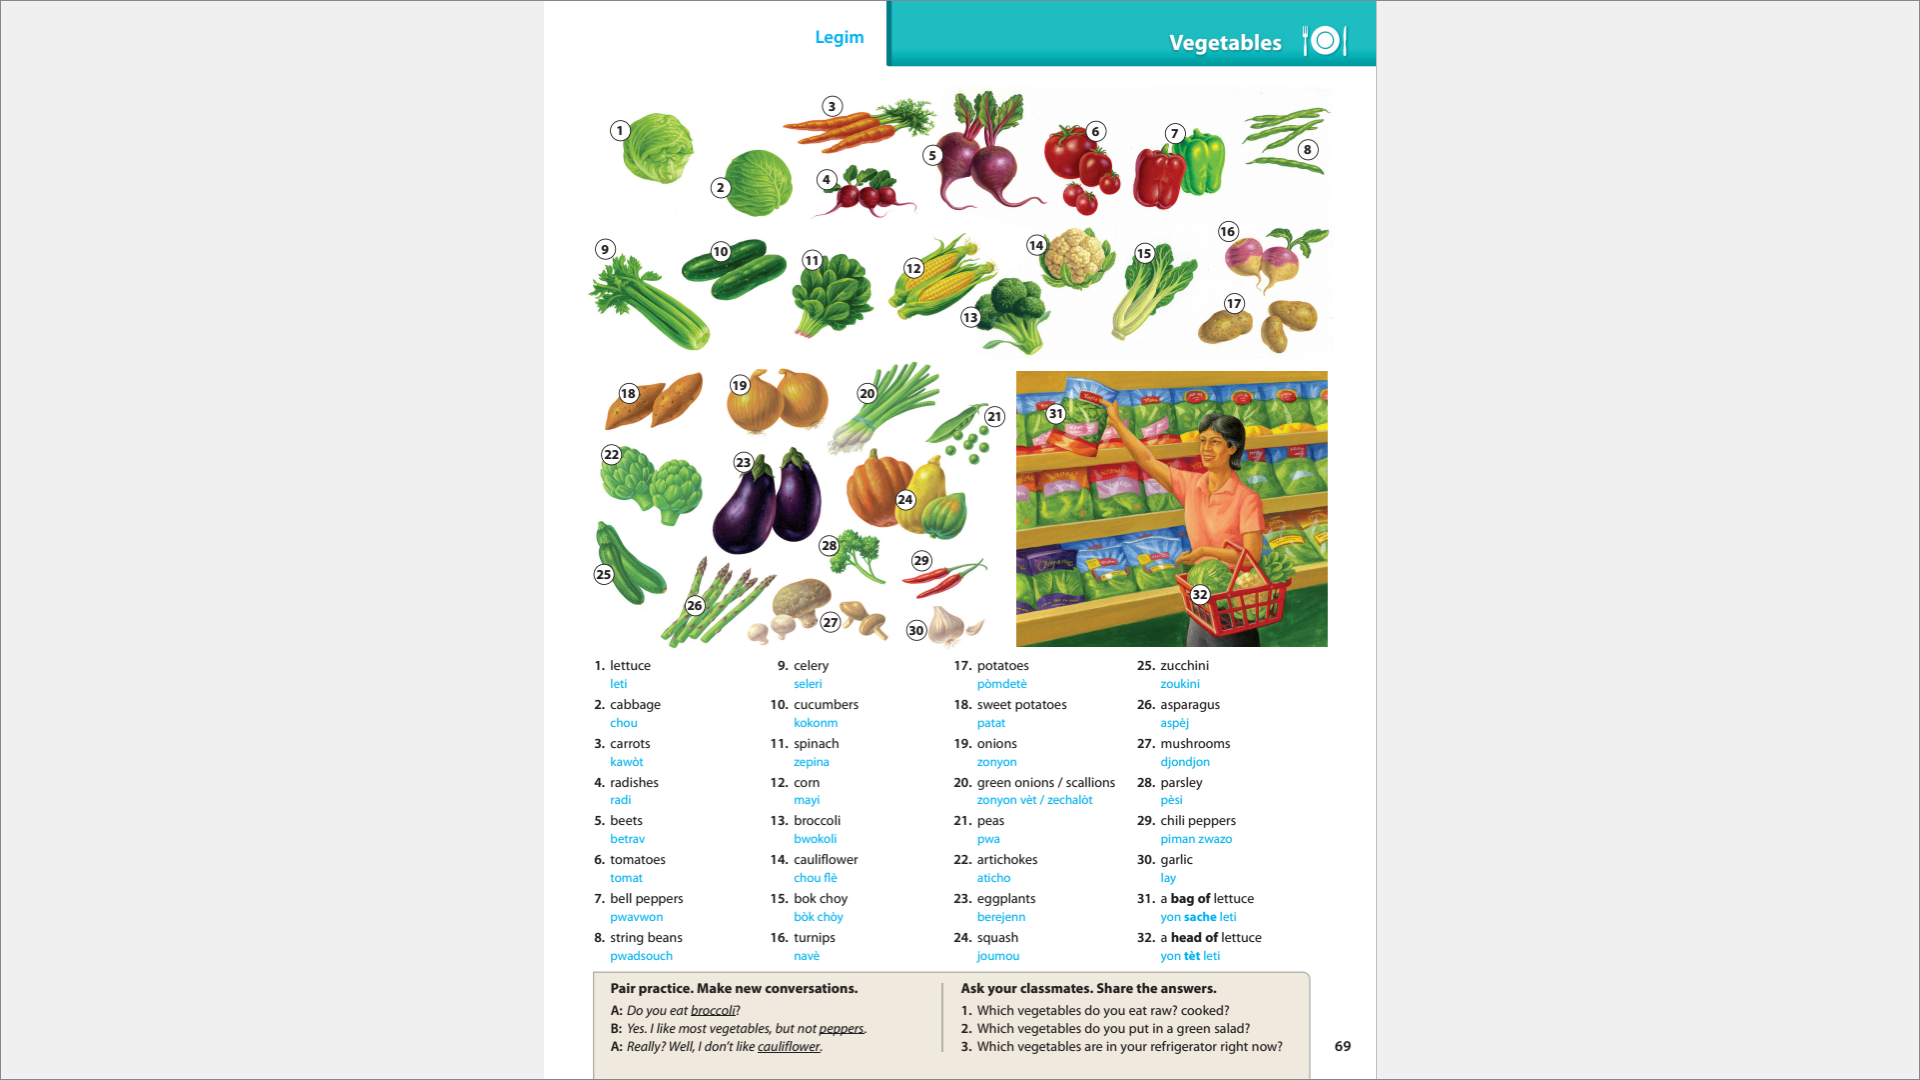 Legim
Vegetables
1
2
3
4
5
6
7
8
9
10
11
12
13
14
15
16
17
18
19
20
21
22
23
24
25
26
27
28
29
30
31
32
1. lettuce
leti
2. cabbage
chou
3. carrots
kawòt
4. radishes
radi
5. beets
betrav
6. tomatoes
tomat
7. bell peppers
pwavwon
8. string beans
pwadsouch
9. celery
seleri
10. cucumbers
kokonm
11. spinach
zepina
12. corn
mayi
13. broccoli
bwokoli
14. cauliflower
chou flè
15. bok choy
bòk chòy
16. turnips
navè
17. potatoes
pòmdetè
18. sweet potatoes
patat
19. onions
zonyon
20. green onions / scallions
zonyon vèt / zechalòt
21. peas
pwa
22. artichokes
aticho
23. eggplants
berejenn
24. squash
joumou
25. zucchini
zoukini
26. asparagus
aspèj
27. mushrooms
djondjon
28. parsley
pèsi
29. chili peppers
piman zwazo
30. garlic
lay
31. a bag of lettuce
yon sache leti
32. a head of lettuce
yon tèt leti
Pair practice. Make new conversations.
A: Do you eat broccoli?
B: Yes. I like most vegetables, but not peppers.
A: Really? Well, I don't like cauliflower.
Ask your classmates. Share the answers.
1. Which vegetables do you eat raw? cooked?
2. Which vegetables do you put in a green salad?
3. Which vegetables are in your refrigerator right now?
69